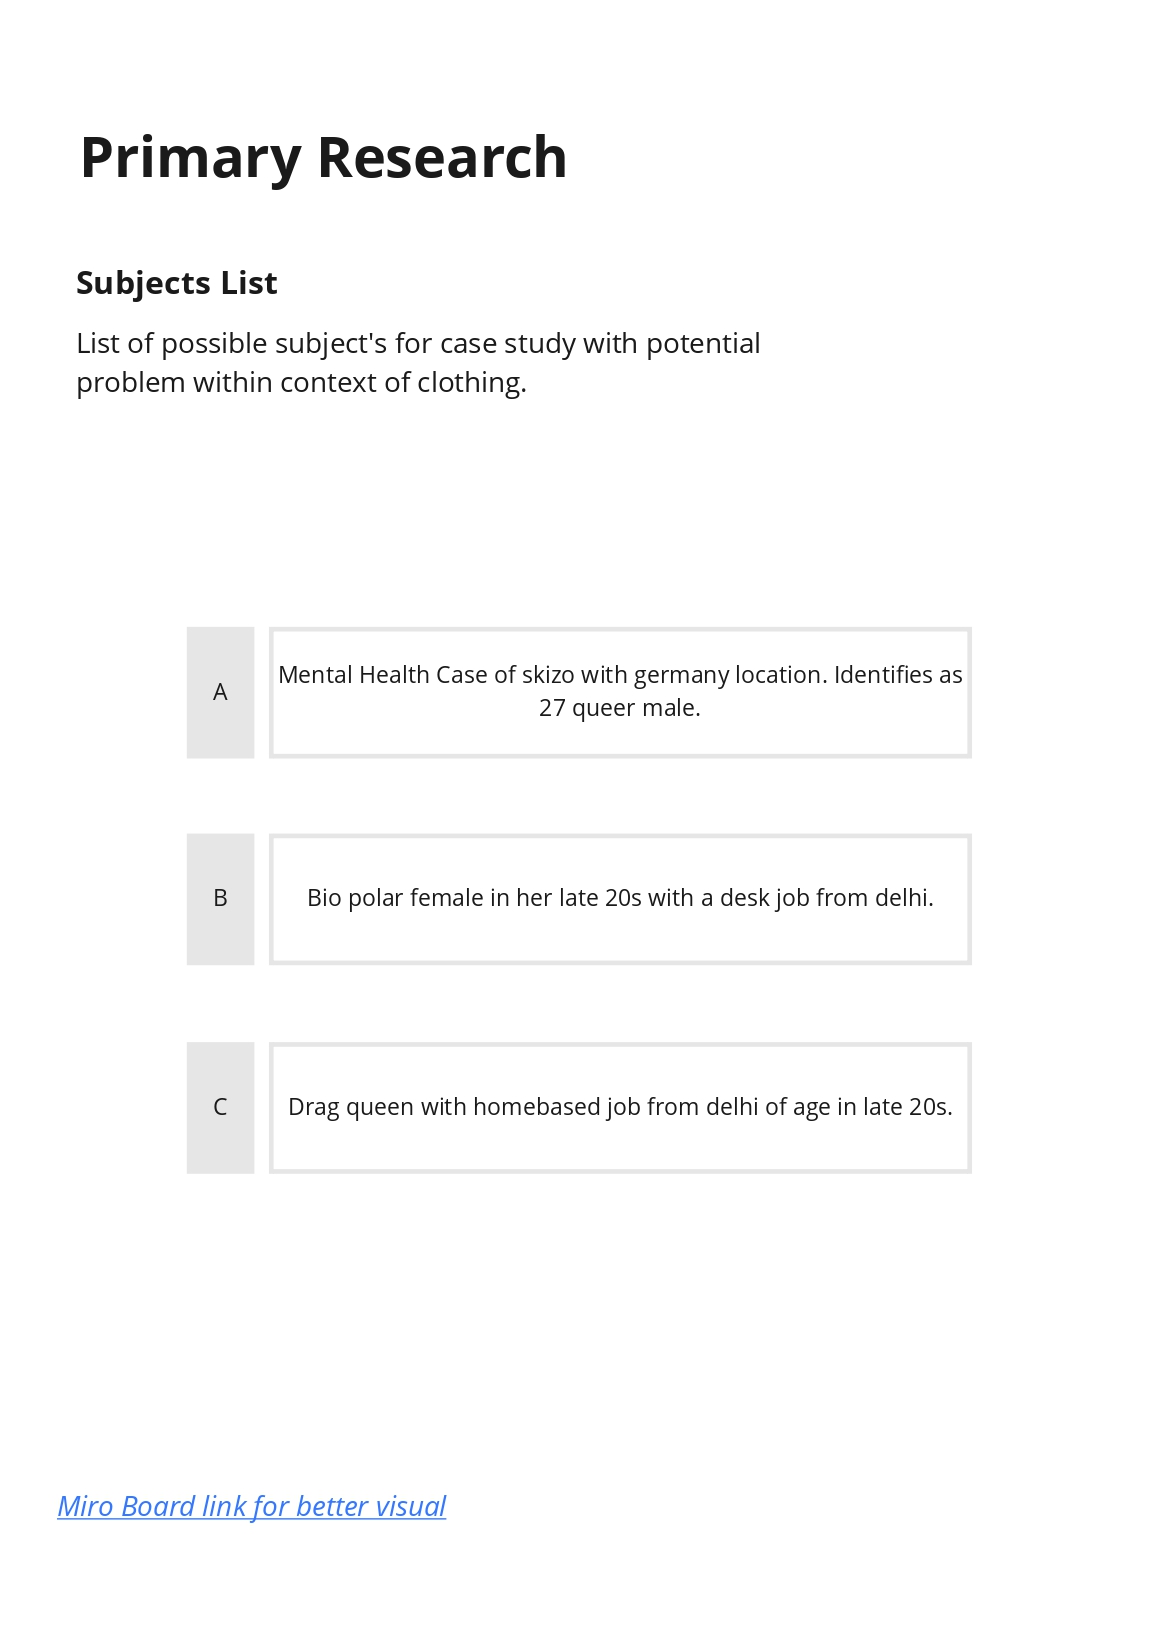 Primary Research
Subjects List
List of possible subject's for case study with potential
problem within context of clothing.
A
Mental Health Case of skizo with germany location. Identifies as
27 queer male.
B
Bio polar female in her late 20s with a desk job from delhi.
C
Drag queen with homebased job from delhi of age in late 20s.
Miro Board link for better visual